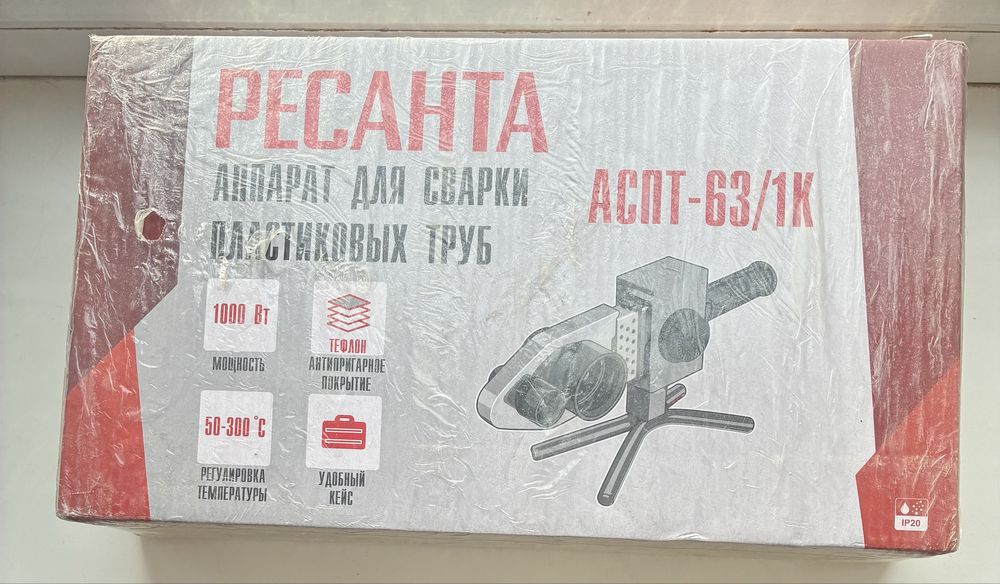 РЕСАНТА
АППАРАТ ДЛЯ СВАРКИ
ПЛАСТИКОВЫХ ТРУБ
АСПТ-63/1К
1000 Вт
МОЩНОСТЬ
ТЕФЛОН
АНТИПРИГАРНОЕ
ПОКРЫТИЕ
50-300 °С
РЕГУЛИРОВКА
ТЕМПЕРАТУРЫ
УДОБНЫЙ
КЕЙС
IP20